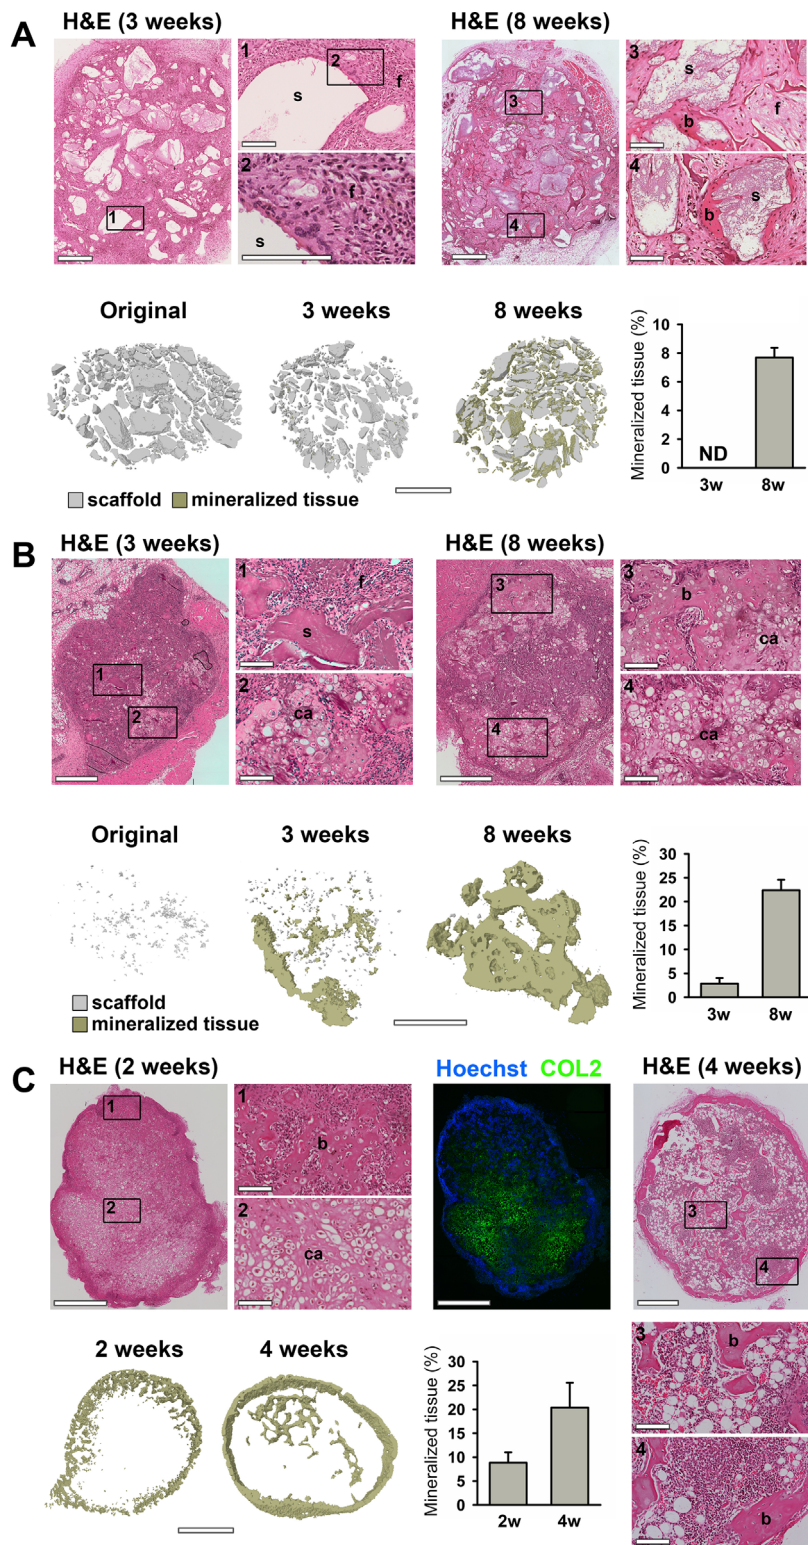 A
H&E (3 weeks)
H&E (8 weeks)
1
2
s
f
2
f
s
1
3
4
3
s
f
b
4
s
b
Original
3 weeks
8 weeks
scaffold
mineralized tissue
Mineralized tissue (%)
10
8
6
4
2
0
ND
3w
8w
B
H&E (3 weeks)
H&E (8 weeks)
1
2
1
f
s
2
ca
3
4
3
b
ca
4
ca
Original
3 weeks
8 weeks
scaffold
mineralized tissue
Mineralized tissue (%)
30
25
20
15
10
5
0
3w
8w
C
H&E (2 weeks)
Hoechst COL2
H&E (4 weeks)
1
2
1
b
2
ca
3
4
2 weeks
4 weeks
Mineralized tissue (%)
30
25
20
15
10
5
0
2w
4w
3
b
4
b